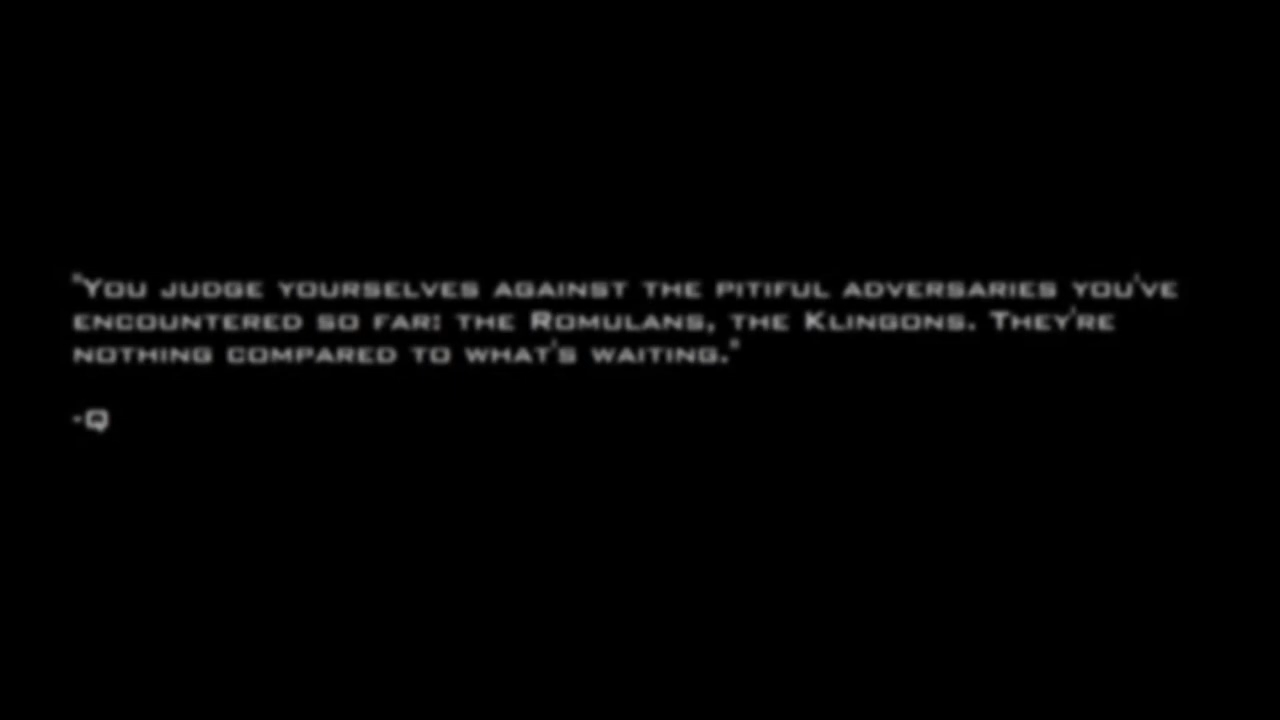 "You judge yourselves against the pitiful adversaries you've
encountered so far: the Romulans, the Klingons. They're
nothing compared to what's waiting."
-Q